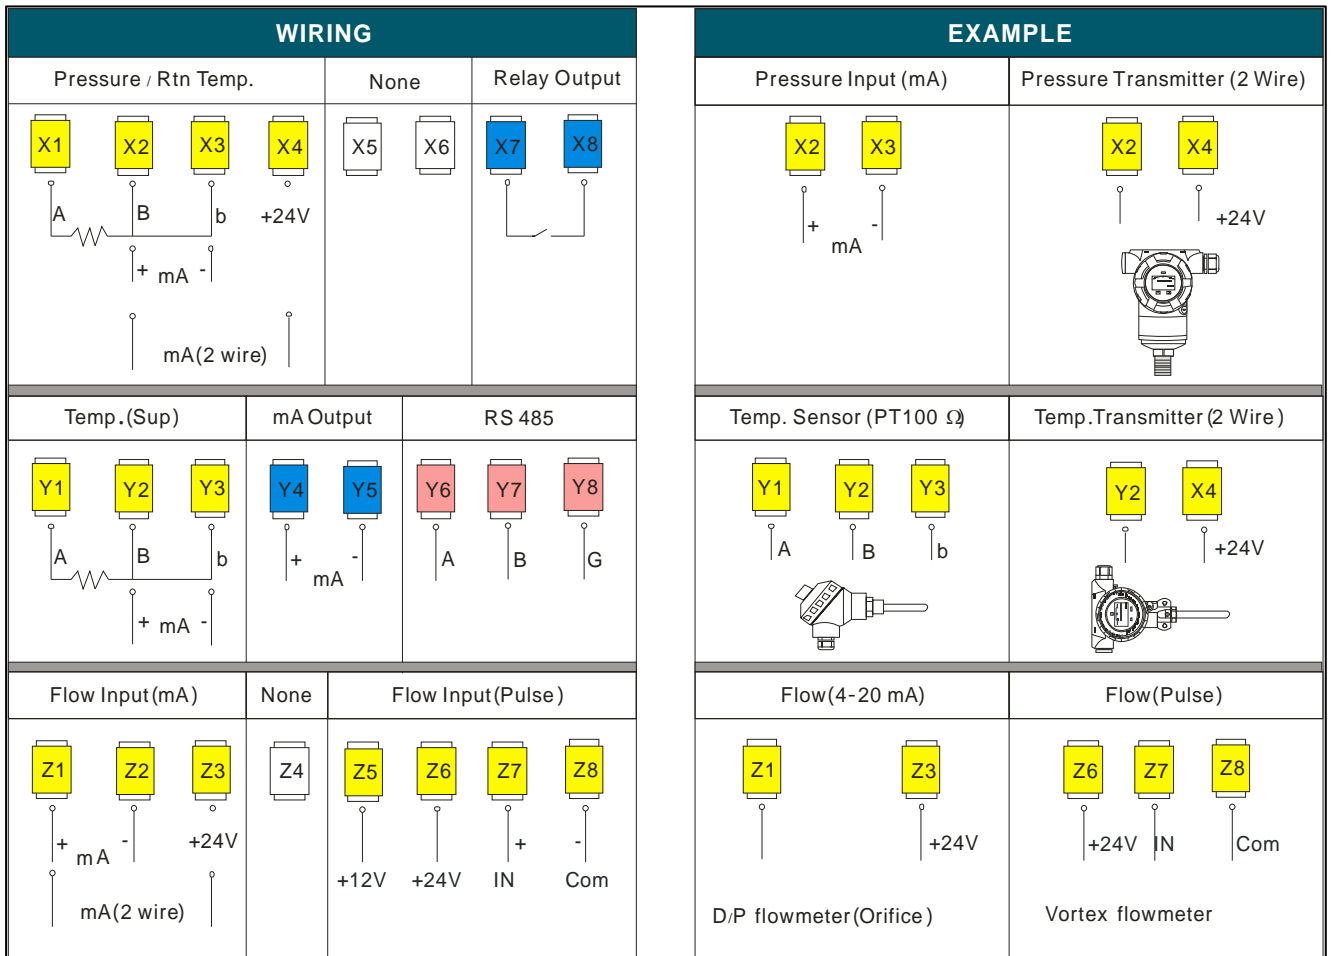 WIRING
EXAMPLE
Pressure / Rtn Temp.
None
Relay Output
Pressure Input (mA)
Pressure Transmitter (2 Wire)
X1 X2 X3 X4 X5 X6 X7 X8
X2 X3
X2 X4
A B b +24V
+ mA -
mA(2 wire)
+ mA -
+24V
Temp.(Sup)
mA Output
RS 485
Temp. Sensor (PT100 Ω)
Temp.Transmitter (2 Wire)
Y1 Y2 Y3 Y4 Y5 Y6 Y7 Y8
Y1 Y2 Y3
Y2 X4
A B b
+ mA -
+ mA -
A B G
A B b
+24V
Flow Input (mA)
None
Flow Input (Pulse)
Flow(4-20 mA)
Flow(Pulse)
Z1 Z2 Z3 Z4 Z5 Z6 Z7 Z8
Z1 Z3
Z6 Z7 Z8
+ mA - +24V
mA(2 wire)
+ -
+12V +24V IN Com
+24V
+24V IN Com
D/P flowmeter(Orifice)
Vortex flowmeter